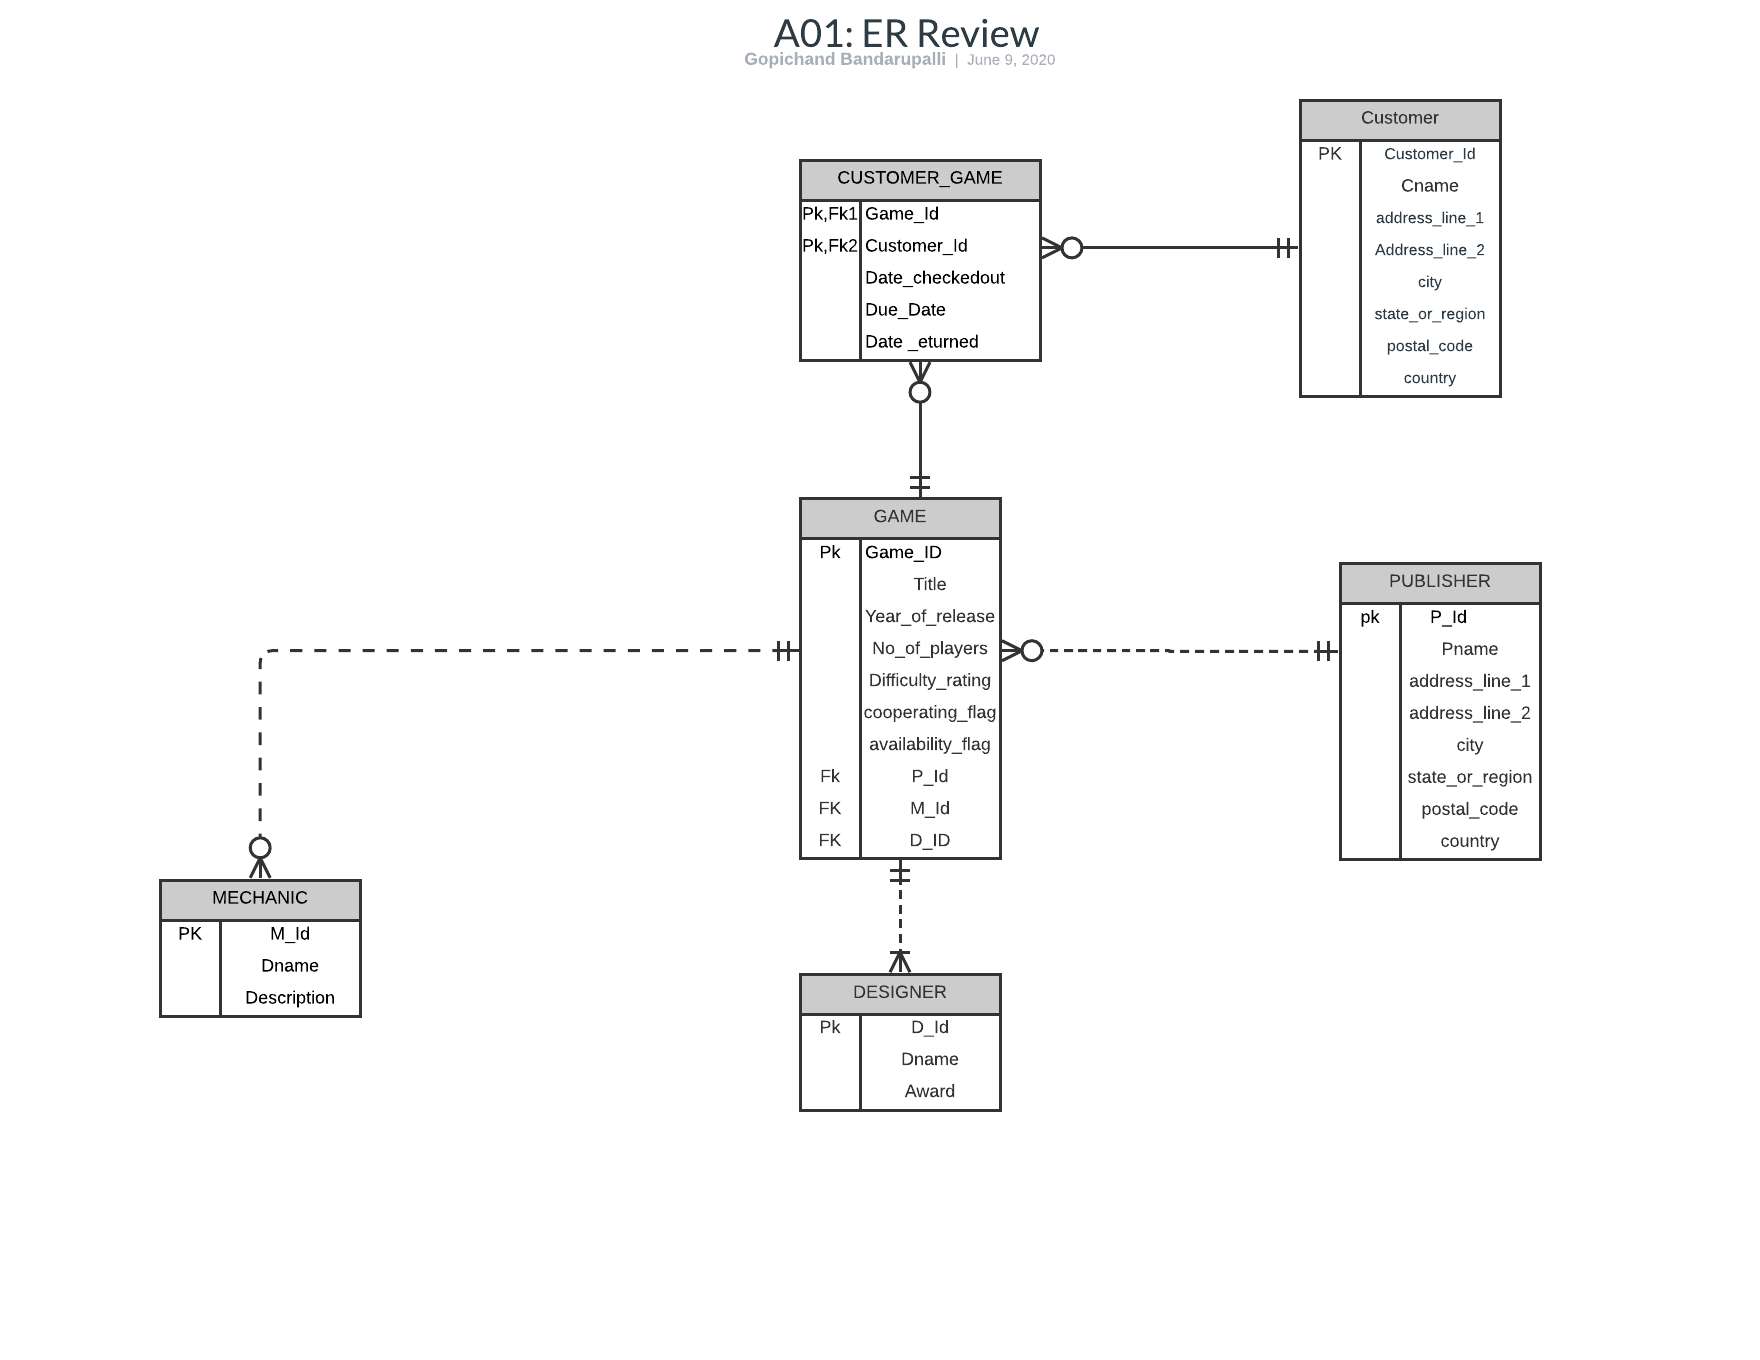 A01: ER Review
Gopichand Bandarupalli | June 9, 2020
Customer
PK Customer_Id
Cname
address_line_1
Address_line_2
city
state_or_region
postal_code
country
CUSTOMER_GAME
Pk,Fk1 Game_Id
Pk,Fk2 Customer_Id
Date_checkedout
Due_Date
Date _eturned
GAME
Pk Game_ID
Title
Year_of_release
No_of_players
Difficulty_rating
cooperating_flag
availability_flag
Fk P_Id
FK M_Id
FK D_ID
PUBLISHER
pk P_Id
Pname
address_line_1
address_line_2
city
state_or_region
postal_code
country
MECHANIC
PK M_Id
Dname
Description
DESIGNER
Pk D_Id
Dname
Award